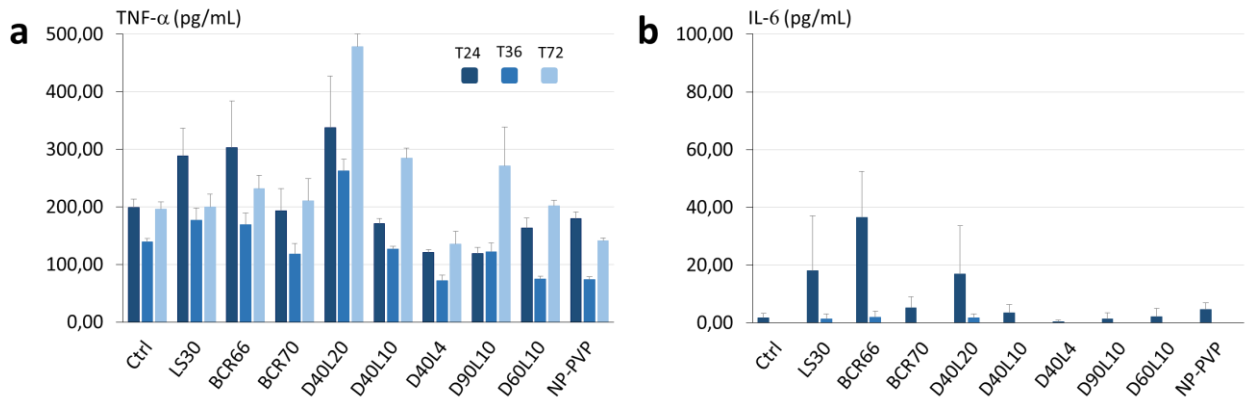 a
TNF-α (pg/mL)
500,00
400,00
300,00
200,00
100,00
0,00
T24 T36 T72
Ctrl
LS30
BCR66
BCR70
D40L20
D40L10
D40L4
D90L10
D60L10
NP-PVP
b
IL-6 (pg/mL)
100,00
80,00
60,00
40,00
20,00
0,00
Ctrl
LS30
BCR66
BCR70
D40L20
D40L10
D40L4
D90L10
D60L10
NP-PVP